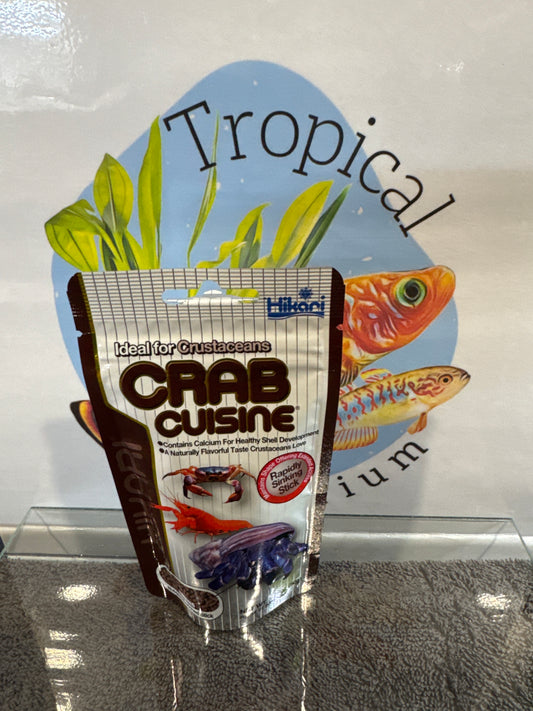 Tropical
ium
Hikari
Ideal for Crustaceans
CRAB
CUISINE®
Contains Calcium For Healthy Shell Development
A Naturally Flavorful Taste Crustaceans Love
Rapidly
Sinking
Stick
HIKARI